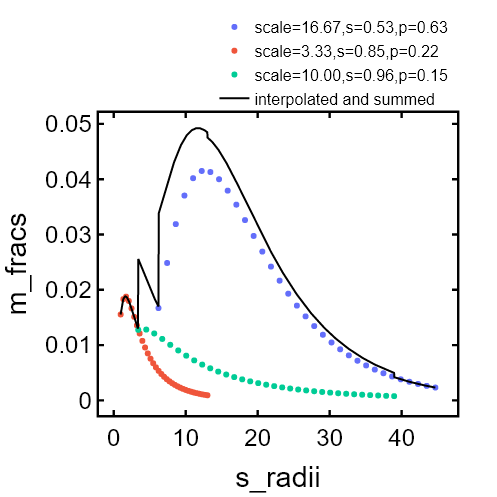 scale=16.67,s=0.53,p=0.63
scale=3.33,s=0.85,p=0.22
scale=10.00,s=0.96,p=0.15
interpolated and summed
0.05
0.04
0.03
0.02
0.01
0
m_fracs
0 10 20 30 40
s_radii